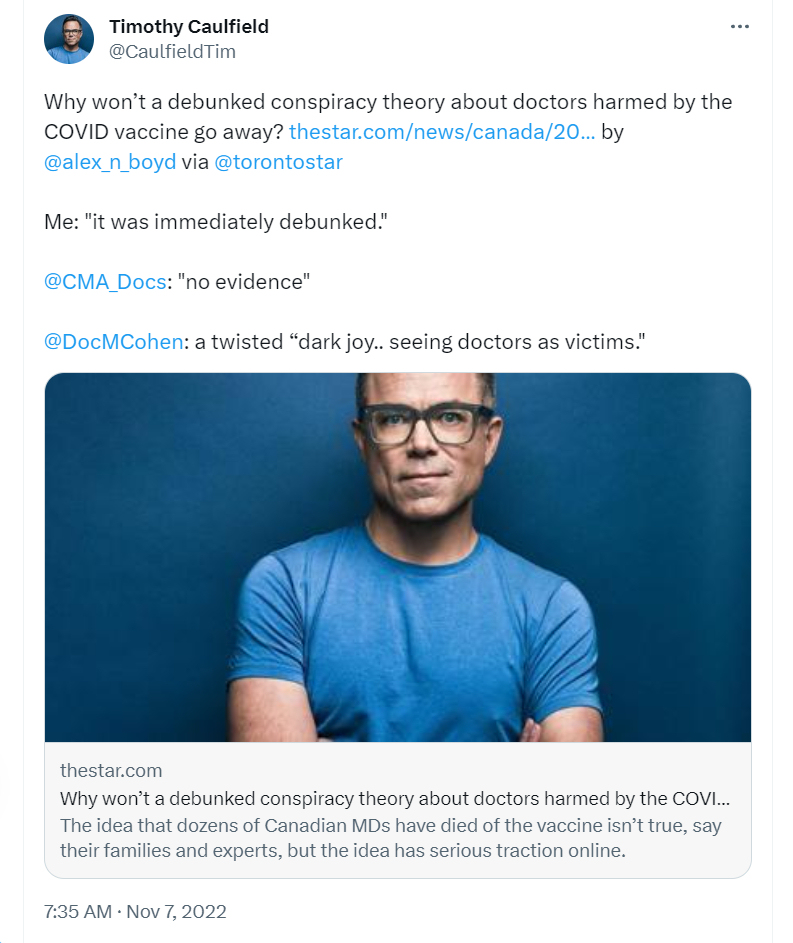 Timothy Caulfield
@CaulfieldTim
Why won’t a debunked conspiracy theory about doctors harmed by the
COVID vaccine go away? thestar.com/news/canada/20... by
@alex_n_boyd via @torontostar
Me: "it was immediately debunked."
@CMA_Docs: "no evidence"
@DocMCohen: a twisted “dark joy.. seeing doctors as victims."
thestar.com
Why won’t a debunked conspiracy theory about doctors harmed by the COVI...
The idea that dozens of Canadian MDs have died of the vaccine isn’t true, say
their families and experts, but the idea has serious traction online.
7:35 AM · Nov 7, 2022